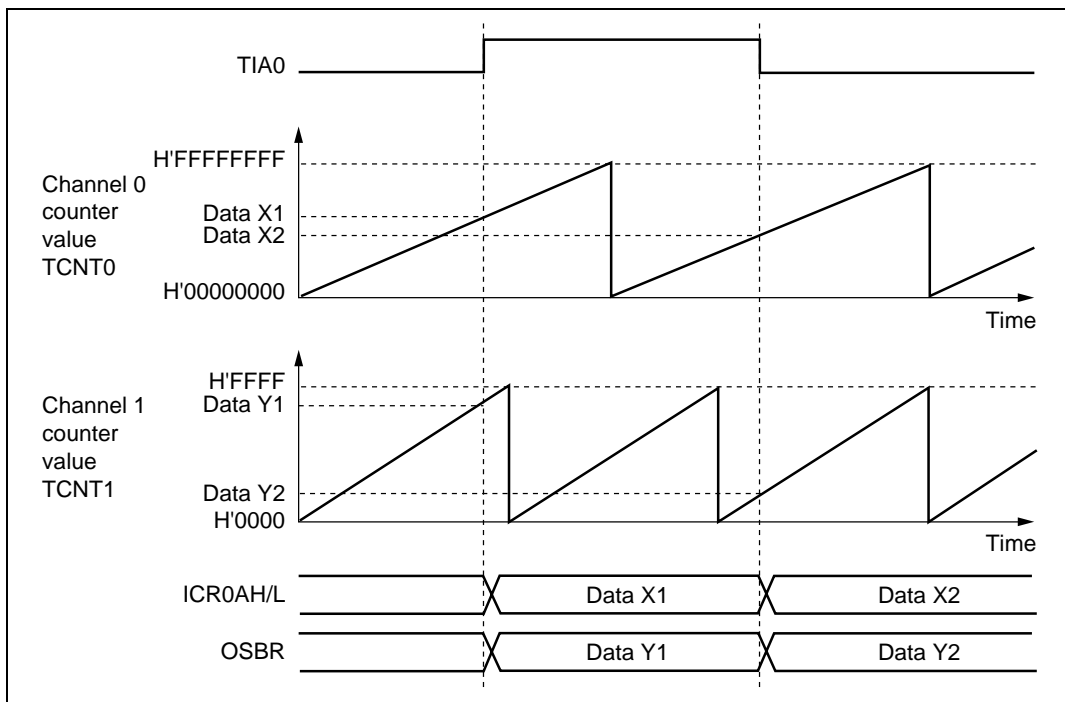 TIA0
H'FFFFFFFF
Channel 0
counter
value
TCNT0
Data X1
Data X2
H'00000000
Time
H'FFFF
Channel 1
counter
value
TCNT1
Data Y1
Data Y2
H'0000
Time
ICR0AH/L
Data X1
Data X2
OSBR
Data Y1
Data Y2